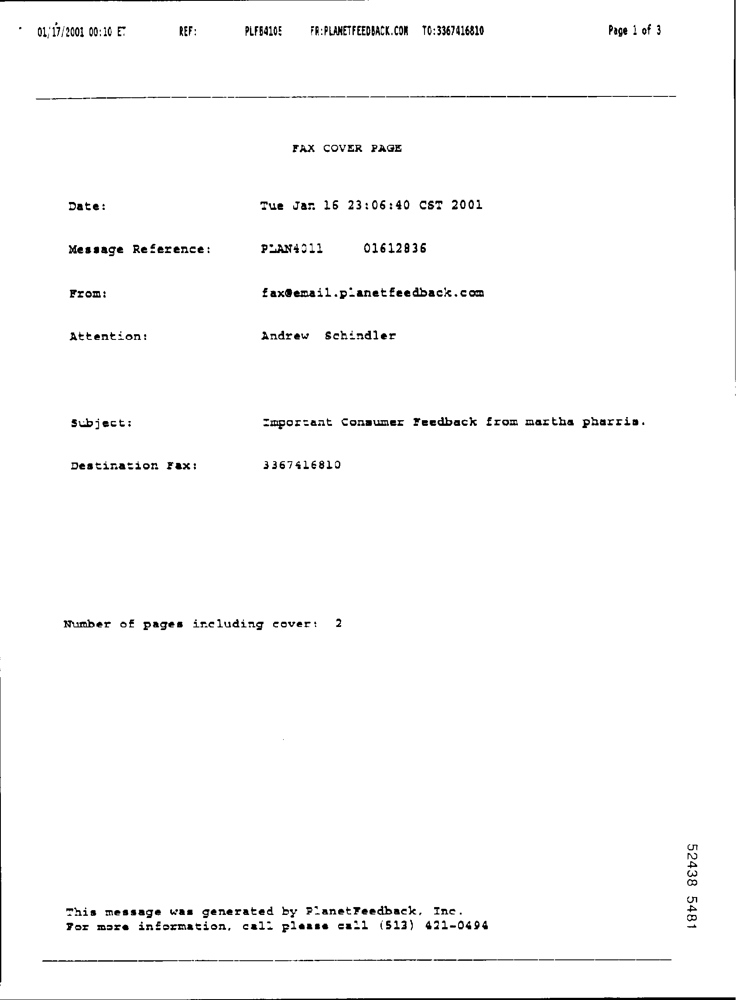 01/17/2001 00:10 ET REF: PLFB410E FR:PLANETFEEDBACK.COM TO:3367416810 Page 1 of 3
FAX COVER PAGE
Date: Tue Jan 16 23:06:40 CST 2001
Message Reference: PLAN4011 01612836
From: fax@email.planetfeedback.com
Attention: Andrew Schindler
Subject: Important Consumer Feedback from martha pharris.
Destination Fax: 3367416810
Number of pages including cover: 2
This message was generated by PlanetFeedback, Inc.
For more information, call please call (513) 421-0494
52438 5481